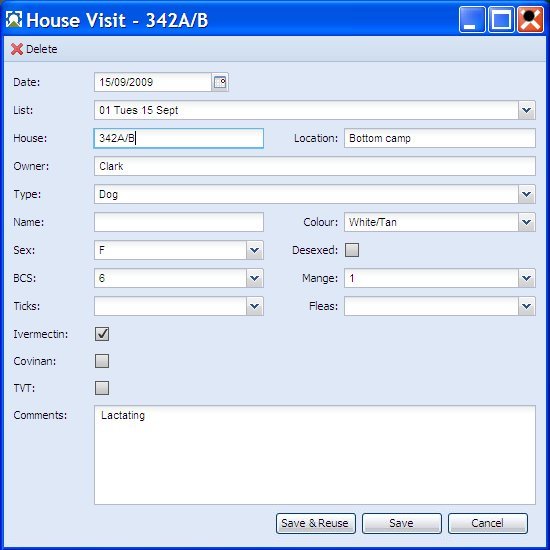 House Visit - 342A/B
Delete
Date: 15/09/2009
List: 01 Tues 15 Sept
House: 342A/B Location: Bottom camp
Owner: Clark
Type: Dog
Name: Colour: White/Tan
Sex: F Desexed:
BCS: 6 Mange: 1
Ticks: Fleas:
Ivermectin:
Covinan:
TVT:
Comments: Lactating
Save & Reuse Save Cancel